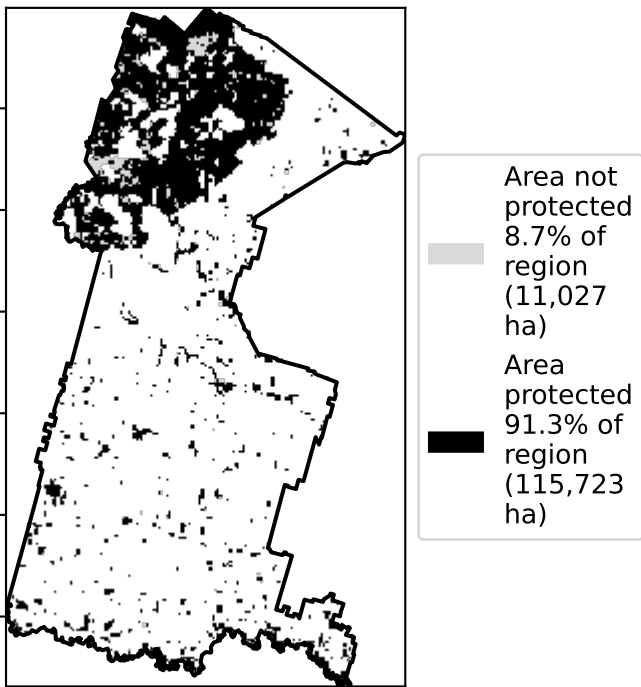 Area not
protected
8.7% of
region
(11,027
ha)
Area
protected
91.3% of
region
(115,723
ha)